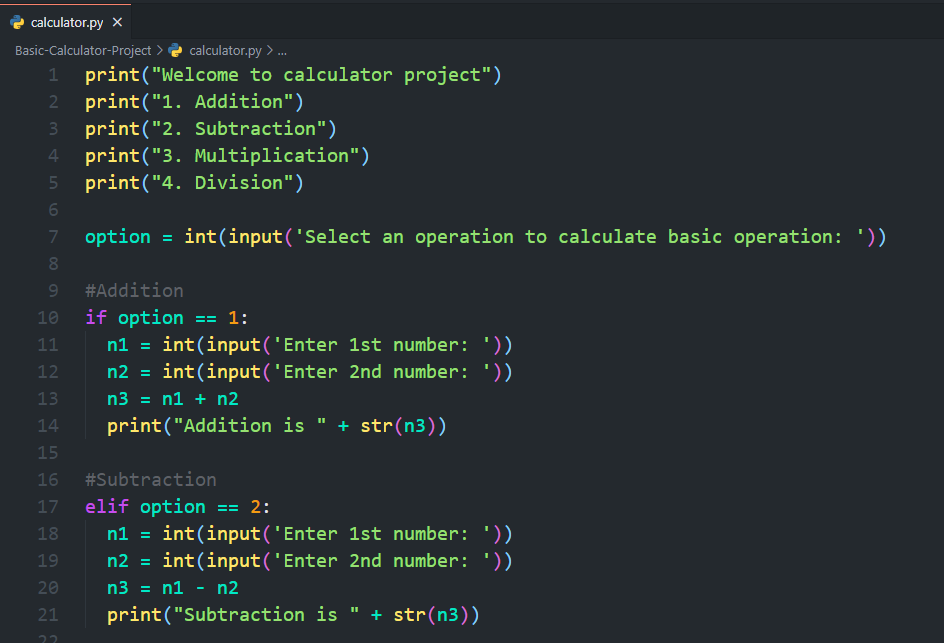 calculator.py
Basic-Calculator-Project > calculator.py > ...
1 print("Welcome to calculator project")
2 print("1. Addition")
3 print("2. Subtraction")
4 print("3. Multiplication")
5 print("4. Division")
6
7 option = int(input('Select an operation to calculate basic operation: '))
8
9 #Addition
10 if option == 1:
11   n1 = int(input('Enter 1st number: '))
12   n2 = int(input('Enter 2nd number: '))
13   n3 = n1 + n2
14   print("Addition is " + str(n3))
15
16 #Subtraction
17 elif option == 2:
18   n1 = int(input('Enter 1st number: '))
19   n2 = int(input('Enter 2nd number: '))
20   n3 = n1 - n2
21   print("Subtraction is " + str(n3))
22